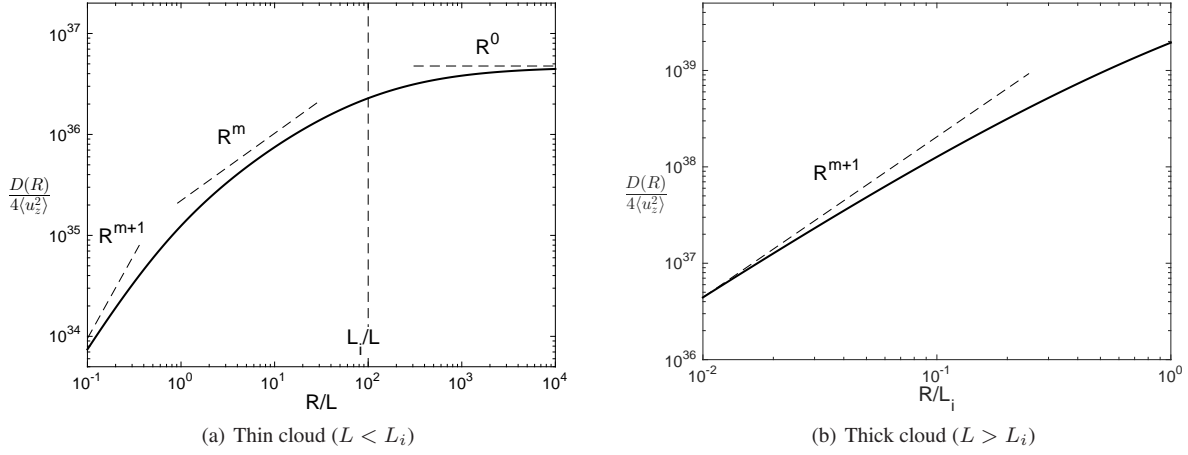 10^37
10^36
10^35
10^34
D(R)
4⟨u_z^2⟩
R^{m+1}
R^m
R^0
L_i/L
10^-1
10^0
10^1
10^2
10^3
10^4
R/L
(a) Thin cloud (L < L_i)
10^39
10^38
10^37
10^36
D(R)
4⟨u_z^2⟩
R^{m+1}
10^-2
10^-1
10^0
R/L_i
(b) Thick cloud (L > L_i)